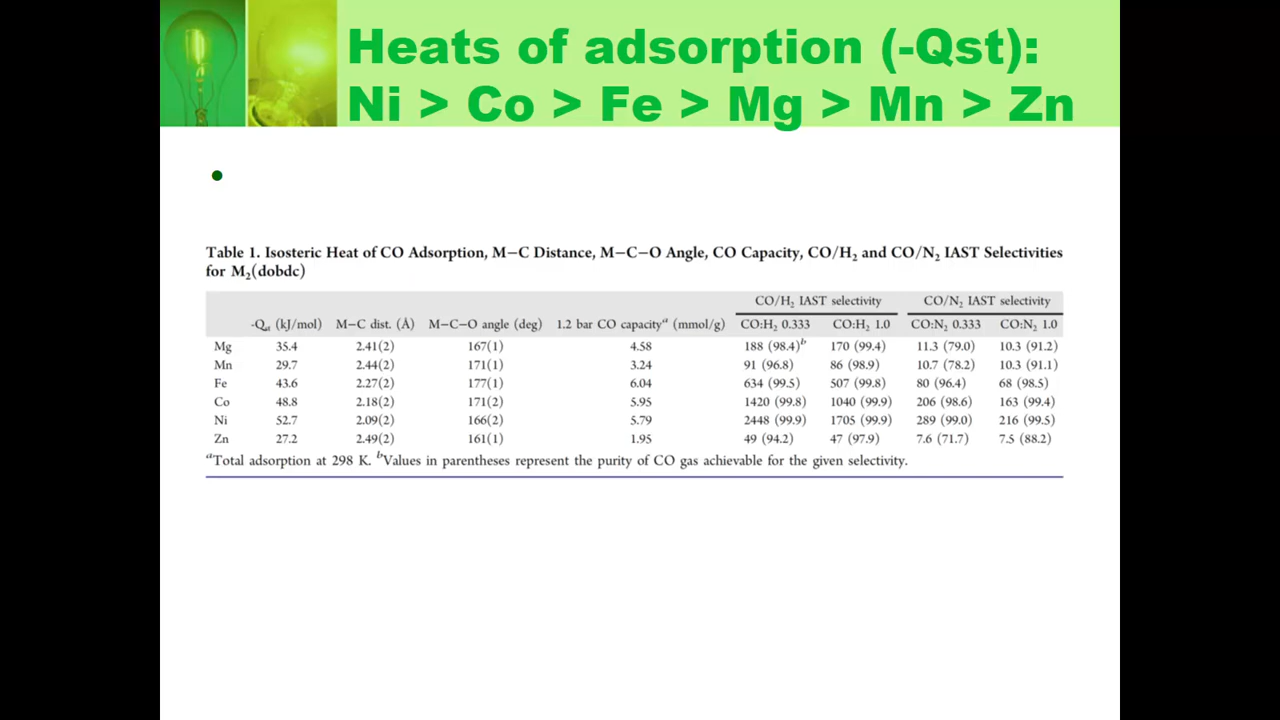 Heats of adsorption (-Qst):
Ni > Co > Fe > Mg > Mn > Zn
•
Table 1. Isosteric Heat of CO Adsorption, M−C Distance, M−C−O Angle, CO Capacity, CO/H₂ and CO/N₂ IAST Selectivities
for M₂(dobdc)
CO/H₂ IAST selectivity CO/N₂ IAST selectivity
-Qst (kJ/mol) M−C dist. (Å) M−C−O angle (deg) 1.2 bar CO capacityᵃ (mmol/g) CO:H₂ 0.333 CO:H₂ 1.0 CO:N₂ 0.333 CO:N₂ 1.0
Mg 35.4 2.41(2) 167(1) 4.58 188 (98.4)ᵇ 170 (99.4) 11.3 (79.0) 10.3 (91.2)
Mn 29.7 2.44(2) 171(1) 3.24 91 (96.8) 86 (98.9) 10.7 (78.2) 10.3 (91.1)
Fe 43.6 2.27(2) 177(1) 6.04 634 (99.5) 507 (99.8) 80 (96.4) 68 (98.5)
Co 48.8 2.18(2) 171(2) 5.95 1420 (99.8) 1040 (99.9) 206 (98.6) 163 (99.4)
Ni 52.7 2.09(2) 166(2) 5.79 2448 (99.9) 1705 (99.9) 289 (99.0) 216 (99.5)
Zn 27.2 2.49(2) 161(1) 1.95 49 (94.2) 47 (97.9) 7.6 (71.7) 7.5 (88.2)
ᵃTotal adsorption at 298 K. ᵇValues in parentheses represent the purity of CO gas achievable for the given selectivity.